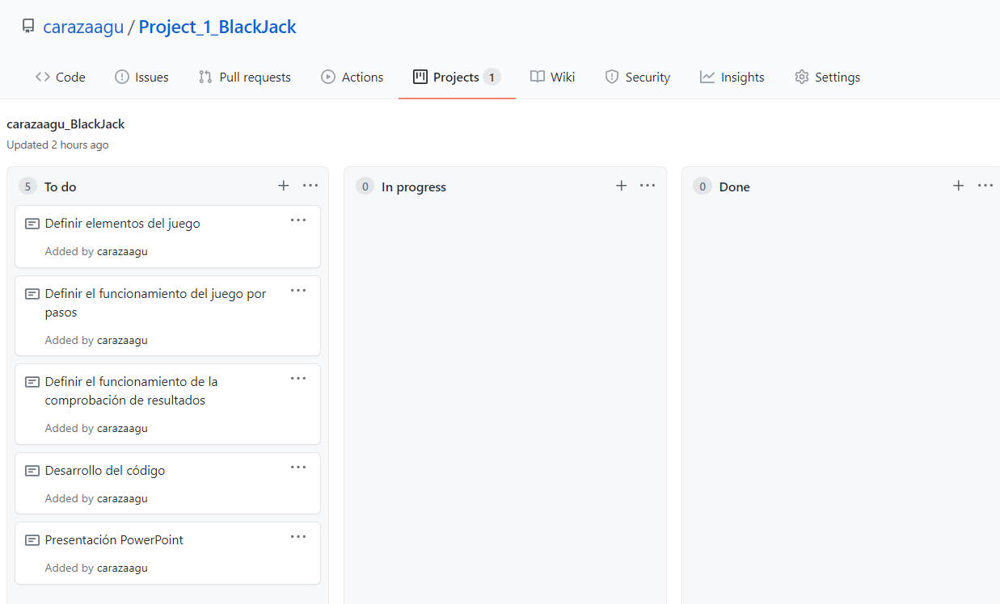 carazaagu / Project_1_BlackJack
Code Issues Pull requests Actions Projects 1 Wiki Security Insights Settings
carazaagu_BlackJack
Updated 2 hours ago
5 To do
Definir elementos del juego
Added by carazaagu
Definir el funcionamiento del juego por
pasos
Added by carazaagu
Definir el funcionamiento de la
comprobación de resultados
Added by carazaagu
Desarrollo del código
Added by carazaagu
Presentación PowerPoint
Added by carazaagu
0 In progress
0 Done